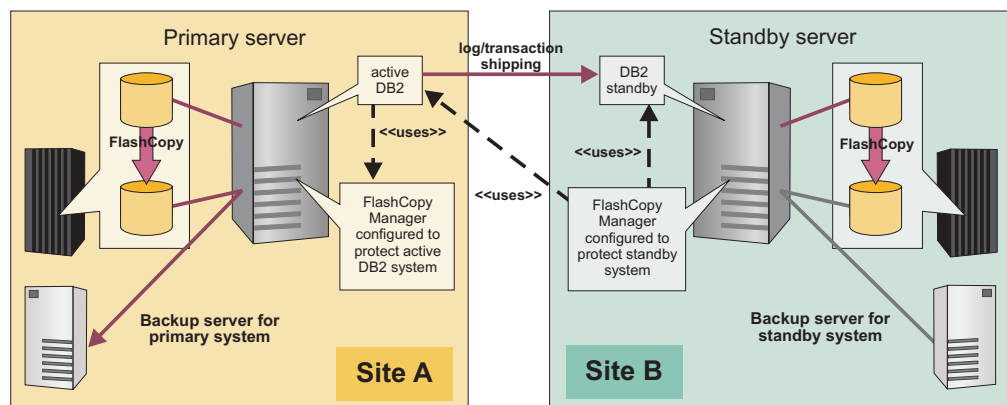 Primary server
active
DB2
<<uses>>
FlashCopy
FlashCopy
Manager
configured to
protect active
DB2 system
Backup server for
primary system
Site A
log/transaction
shipping
<<uses>>
Standby server
DB2
standby
<<uses>>
FlashCopy
FlashCopy
Manager
configured to
protect standby
system
Backup server for
standby system
Site B